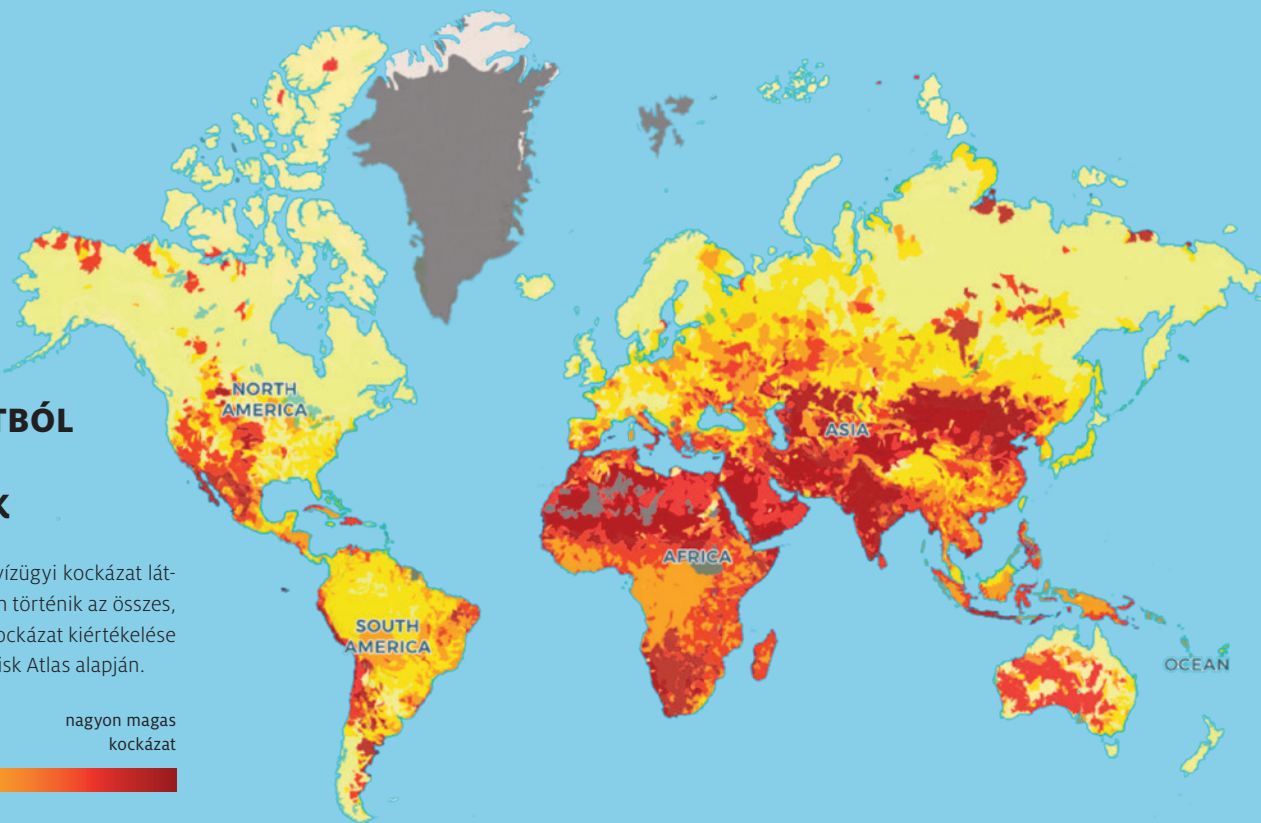 TBÓL
K
vízügyi kockázat lát-
n történik az összes,
ockázat kiértékelése
isk Atlas alapján.
nagyon magas
kockázat
NORTH
AMERICA
SOUTH
AMERICA
AFRICA
ASIA
OCEAN